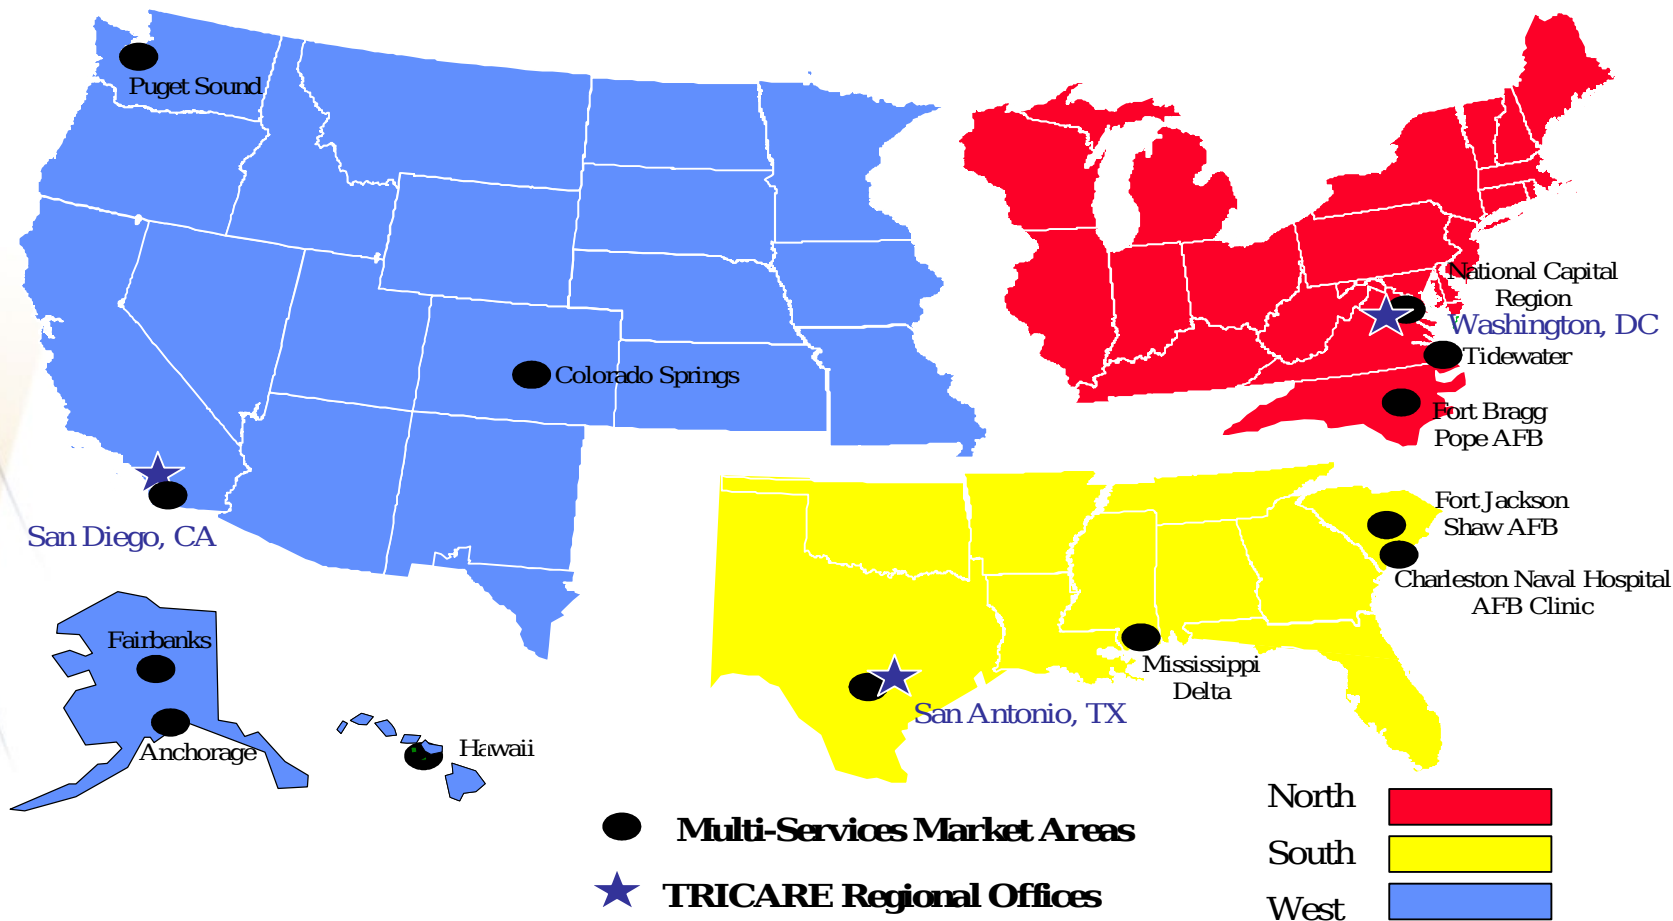 Puget Sound
National Capital
Region
Washington, DC
Tidewater
Colorado Springs
Fort Bragg
Pope AFB
San Diego, CA
Fort Jackson
Shaw AFB
Charleston Naval Hospital
AFB Clinic
Fairbanks
Mississippi
Delta
San Antonio, TX
Anchorage
Hawaii
Multi-Services Market Areas
TRICARE Regional Offices
North
South
West